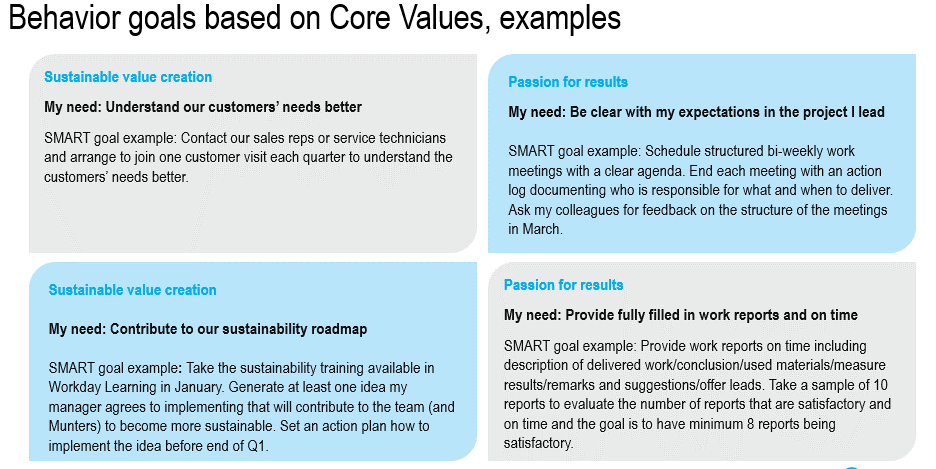 Behavior goals based on Core Values, examples
Sustainable value creation
My need: Understand our customers’ needs better
SMART goal example: Contact our sales reps or service technicians
and arrange to join one customer visit each quarter to understand the
customers’ needs better.
Passion for results
My need: Be clear with my expectations in the project I lead
SMART goal example: Schedule structured bi-weekly work
meetings with a clear agenda. End each meeting with an action
log documenting who is responsible for what and when to deliver.
Ask my colleagues for feedback on the structure of the meetings
in March.
Sustainable value creation
My need: Contribute to our sustainability roadmap
SMART goal example: Take the sustainability training available in
Workday Learning in January. Generate at least one idea my
manager agrees to implementing that will contribute to the team (and
Munters) to become more sustainable. Set an action plan how to
implement the idea before end of Q1.
Passion for results
My need: Provide fully filled in work reports and on time
SMART goal example: Provide work reports on time including
description of delivered work/conclusion/used materials/measure
results/remarks and suggestions/offer leads. Take a sample of 10
reports to evaluate the number of reports that are satisfactory and
on time and the goal is to have minimum 8 reports being
satisfactory.